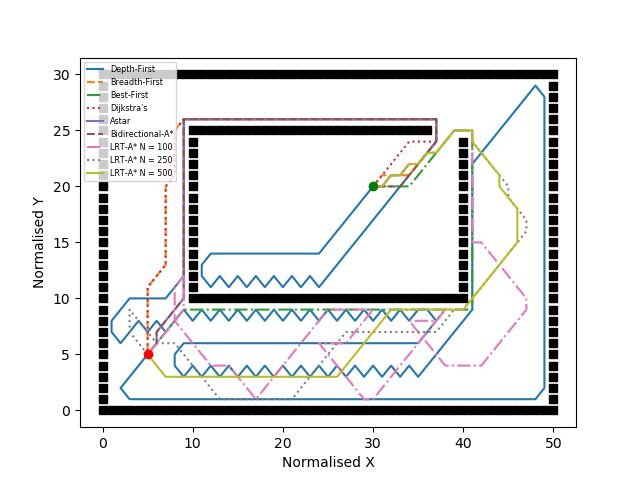 30
25
20
15
10
5
0
Normalised Y
Depth-First
Breadth-First
Best-First
Dijkstra's
Astar
Bidirectional-A*
LRT-A* N = 100
LRT-A* N = 250
LRT-A* N = 500
0 10 20 30 40 50
Normalised X